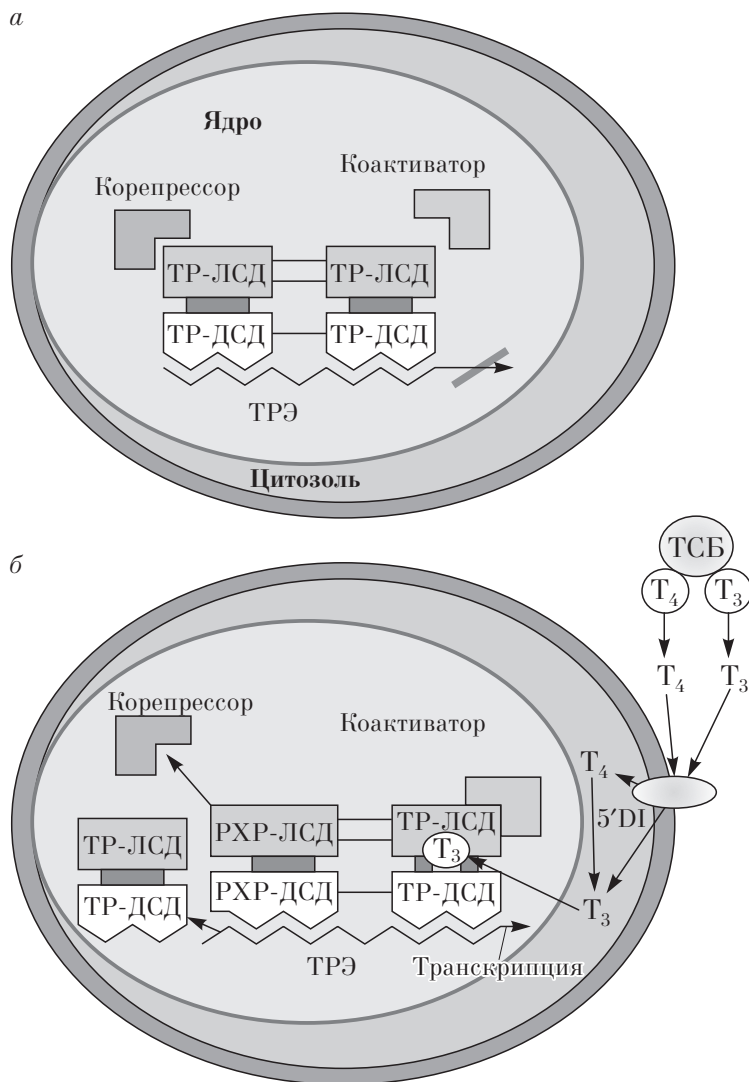 а
Ядро
Корепрессор
Коактиватор
ТР-ЛСД ТР-ЛСД
ТР-ДСД ТР-ДСД
ТРЭ
Цитозоль
б
ТСБ
T₄ T₃
T₄ T₃
Корепрессор
Коактиватор
T₄
5′DI
ТР-ЛСД РХР-ЛСД ТР-ЛСД
T₃
ТР-ДСД РХР-ДСД ТР-ДСД
T₃
ТРЭ
Транскрипция